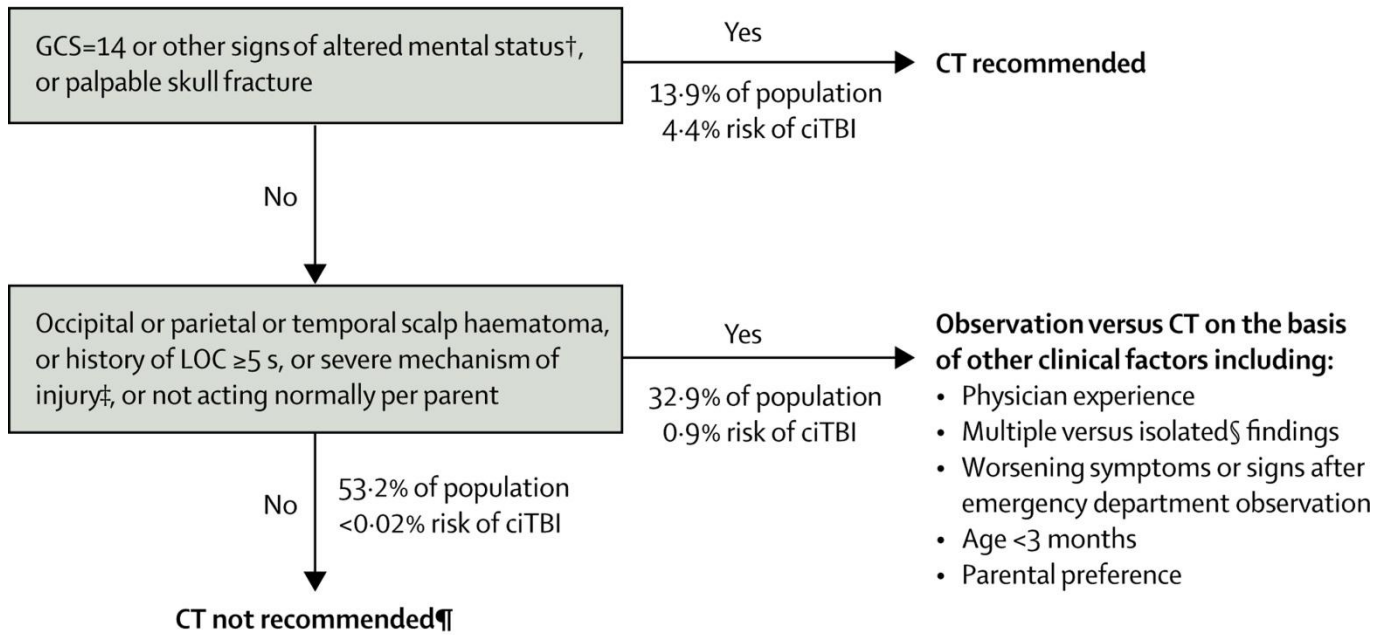 GCS=14 or other signs of altered mental status†,
or palpable skull fracture
Yes
13·9% of population
4·4% risk of ciTBI
CT recommended
No
Occipital or parietal or temporal scalp haematoma,
or history of LOC ≥5 s, or severe mechanism of
injury‡, or not acting normally per parent
Yes
32·9% of population
0·9% risk of ciTBI
Observation versus CT on the basis
of other clinical factors including:
• Physician experience
• Multiple versus isolated§ findings
• Worsening symptoms or signs after
emergency department observation
• Age <3 months
• Parental preference
No
53·2% of population
<0·02% risk of ciTBI
CT not recommended¶